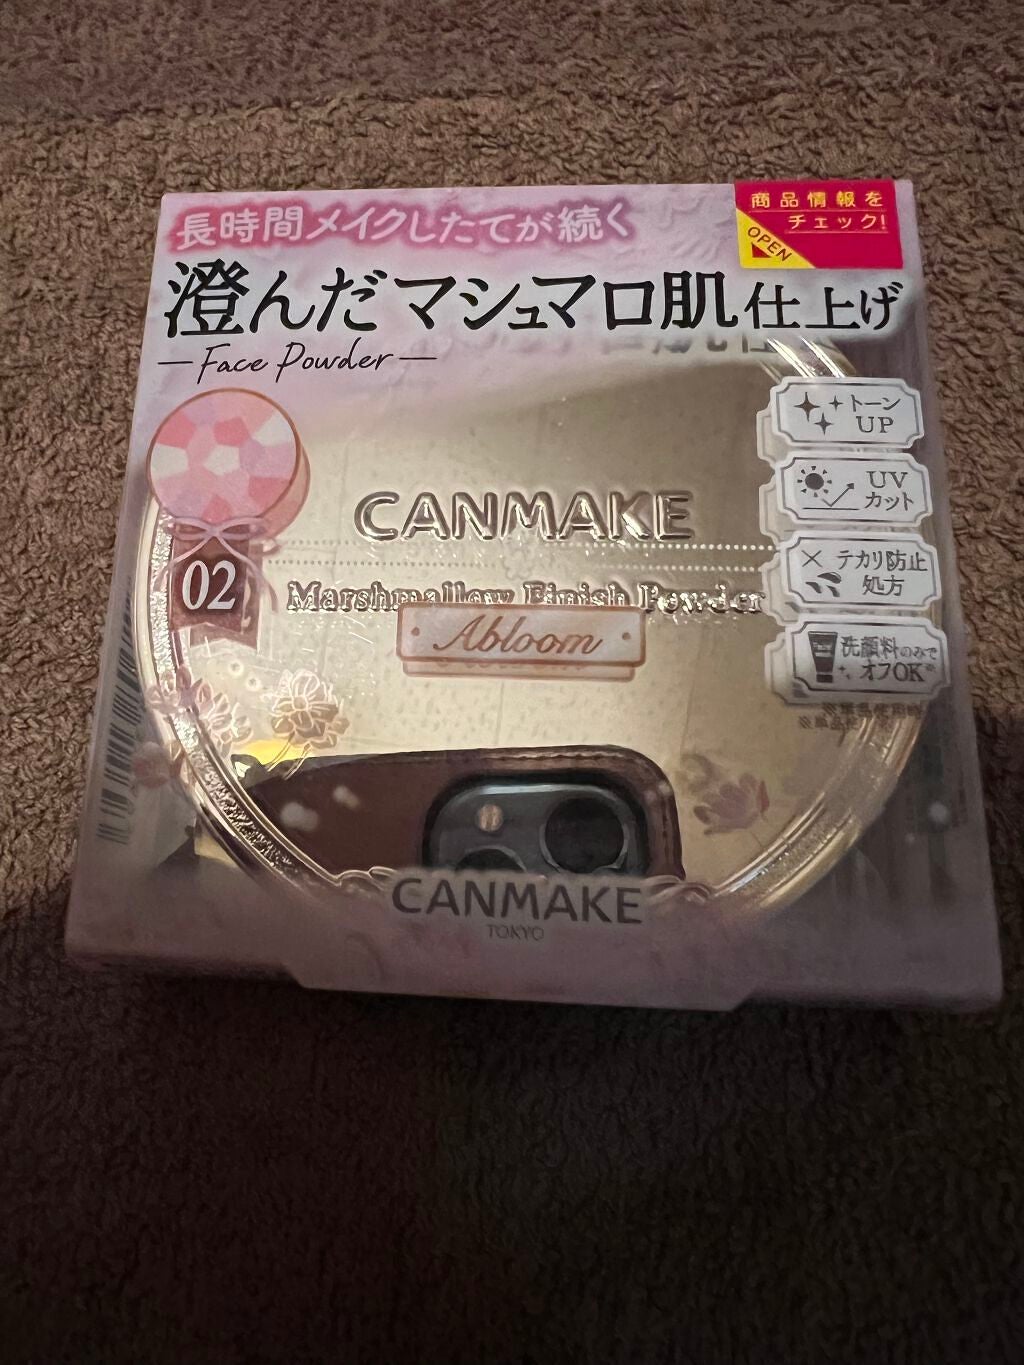 長時間メイクしたてが続く
商品情報を
チェック!
OPEN
澄んだマシュマロ肌仕上げ
Face Powder
トーン
UP
UV
カット
テカリ防止
処方
洗顔料のみで
オフOK※
CANMAKE
Marshmallow Finish Powder
Abloom
02
CANMAKE
TOKYO